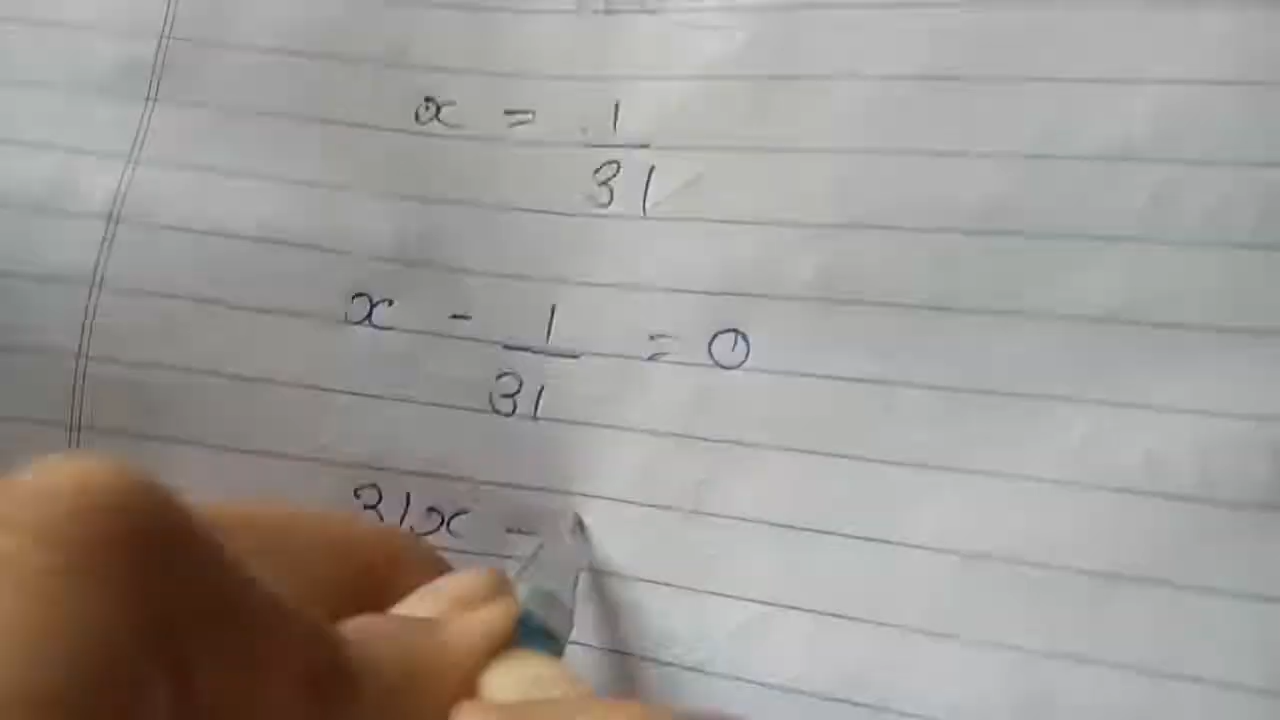 x = 1/31
x - 1/31 = 0
31x -